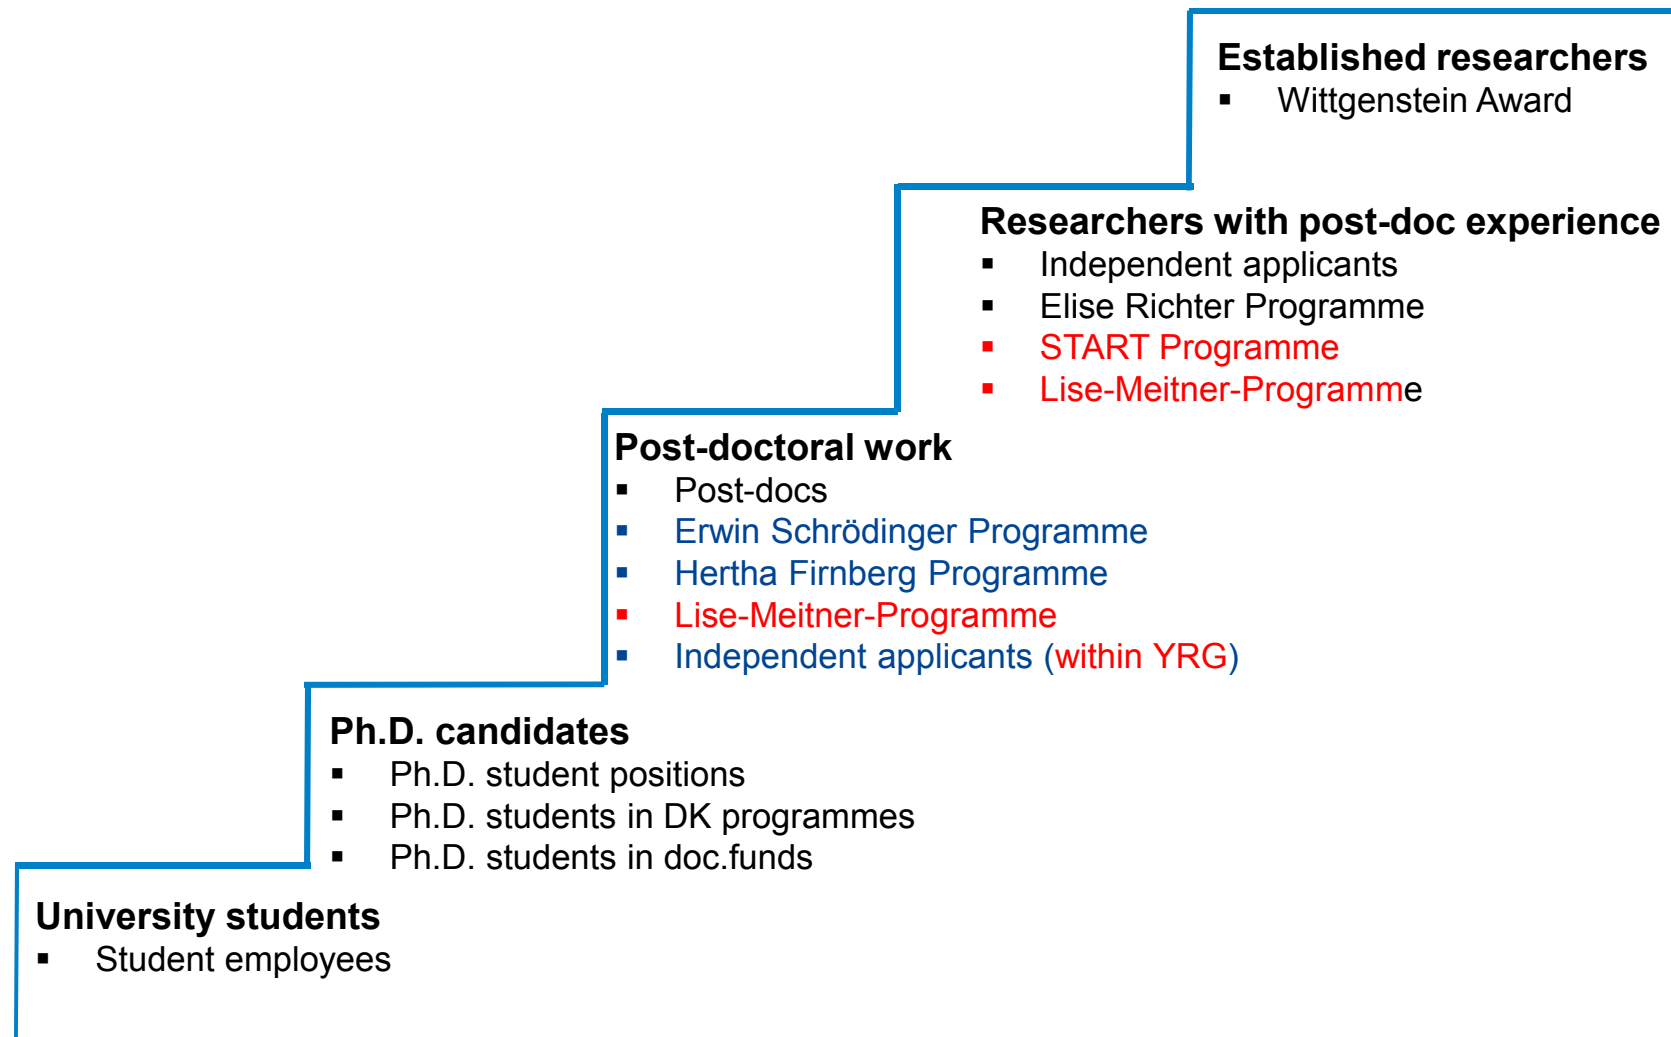 Established researchers
▪ Wittgenstein Award
Researchers with post-doc experience
▪ Independent applicants
▪ Elise Richter Programme
▪ START Programme
▪ Lise-Meitner-Programme
Post-doctoral work
▪ Post-docs
▪ Erwin Schrödinger Programme
▪ Hertha Firnberg Programme
▪ Lise-Meitner-Programme
▪ Independent applicants (within YRG)
Ph.D. candidates
▪ Ph.D. student positions
▪ Ph.D. students in DK programmes
▪ Ph.D. students in doc.funds
University students
▪ Student employees